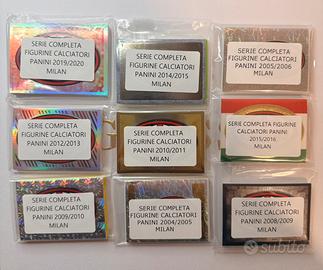 SERIE COMPLETA
FIGURINE CALCIATORI
PANINI 2019/2020
MILAN
SERIE COMPLETA
FIGURINE CALCIATORI
PANINI 2014/2015
MILAN
SERIE COMPLETA
FIGURINE CALCIATORI
PANINI 2005/2006
MILAN
SERIE COMPLETA
FIGURINE CALCIATORI
PANINI 2012/2013
MILAN
SERIE COMPLETA
FIGURINE CALCIATORI
PANINI 2010/2011
MILAN
SERIE COMPLETA FIGURINE
CALCIATORI PANINI
2015/2016
MILAN
SERIE COMPLETA
FIGURINE CALCIATORI
PANINI 2009/2010
MILAN
SERIE COMPLETA
FIGURINE CALCIATORI
PANINI 2004/2005
MILAN
SERIE COMPLETA
FIGURINE CALCIATORI
PANINI 2008/2009
MILAN
subito